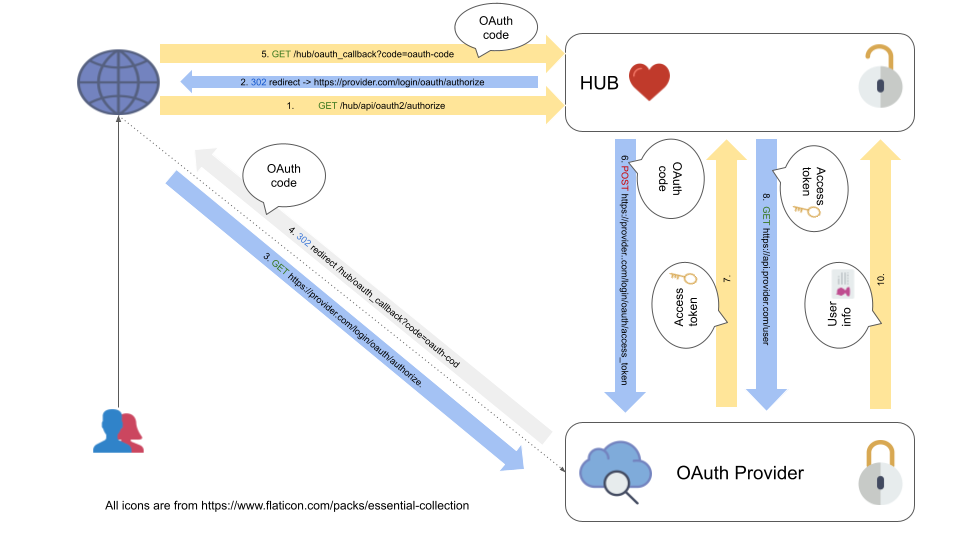 OAuth
code
5. GET /hub/oauth_callback?code=oauth-code
2. 302 redirect -> https://provider.com/login/oauth/authorize
1. GET /hub/api/oauth2/authorize
HUB
OAuth
code
4. 302 redirect /hub/oauth_callback?code=oauth-cod
3. GET https://provider.com/login/oauth/authorize.
6. POST https://provider..com/login/oauth/access_token
OAuth
code
7.
Access
token
8. GET https://api.provider.com/user
Access
token
10.
User
info
OAuth Provider
All icons are from https://www.flaticon.com/packs/essential-collection